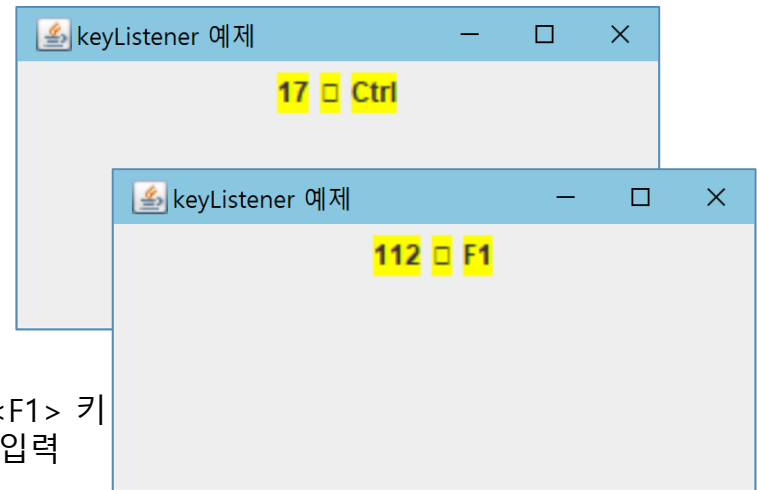 keyListener 예제
17 □ Ctrl
keyListener 예제
112 □ F1
<F1> 키
입력